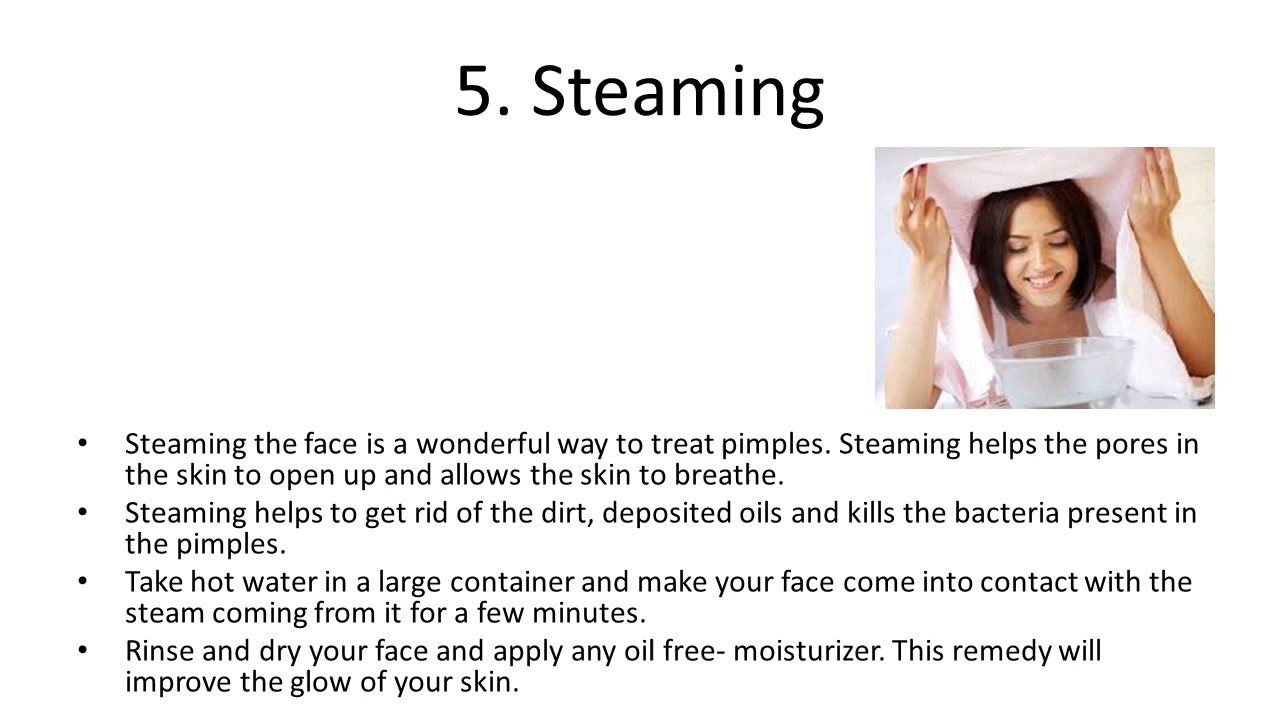 5. Steaming
• Steaming the face is a wonderful way to treat pimples. Steaming helps the pores in
the skin to open up and allows the skin to breathe.
• Steaming helps to get rid of the dirt, deposited oils and kills the bacteria present in
the pimples.
• Take hot water in a large container and make your face come into contact with the
steam coming from it for a few minutes.
• Rinse and dry your face and apply any oil free- moisturizer. This remedy will
improve the glow of your skin.